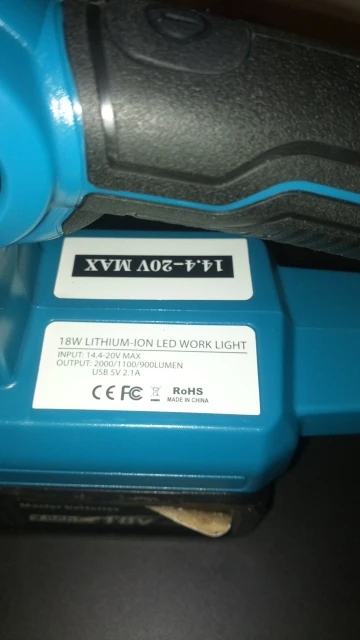 14.4-20V MAX
18W LITHIUM-ION LED WORK LIGHT
INPUT: 14.4-20V MAX
OUTPUT: 2000/1100/900LUMEN
USB 5V 2.1A
CE FC RoHS
MADE IN CHINA